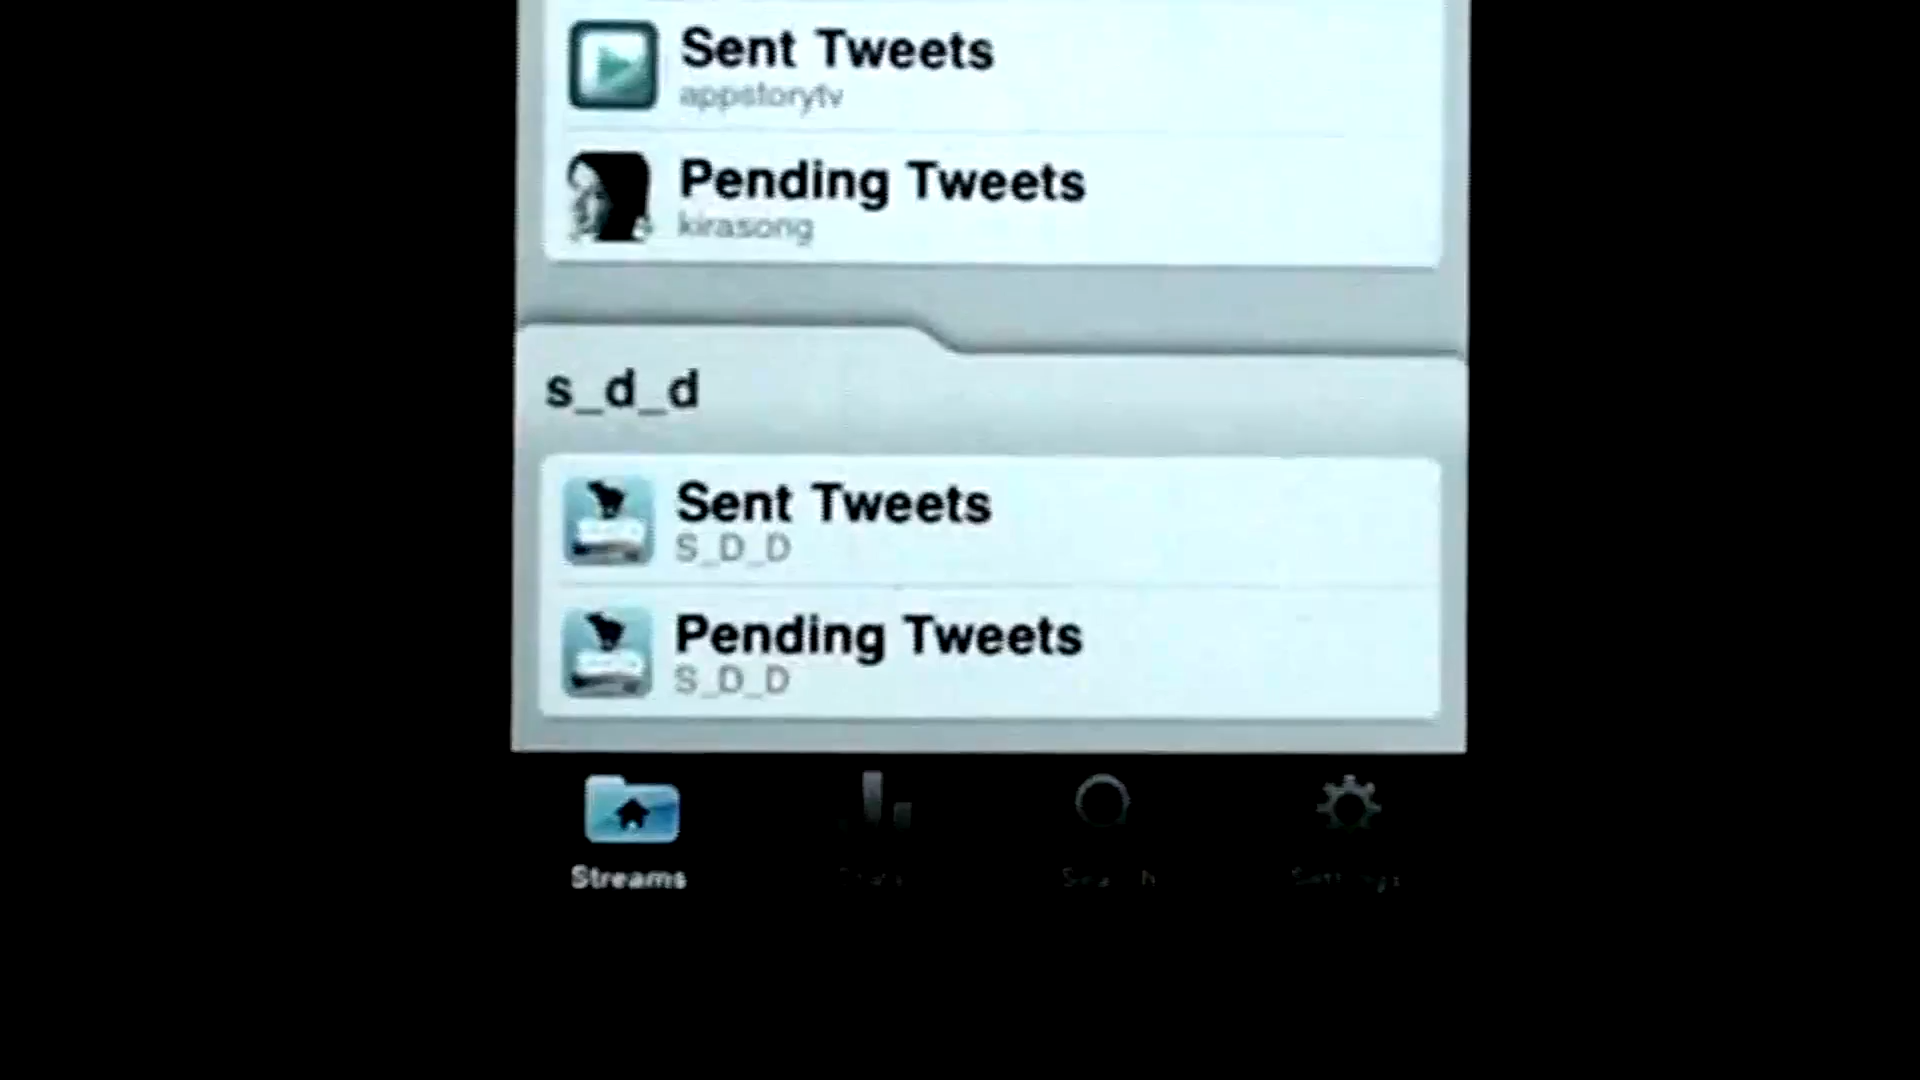 Sent Tweets
appstorytv
Pending Tweets
kirasong
s_d_d
Sent Tweets
S_D_D
Pending Tweets
S_D_D
Streams